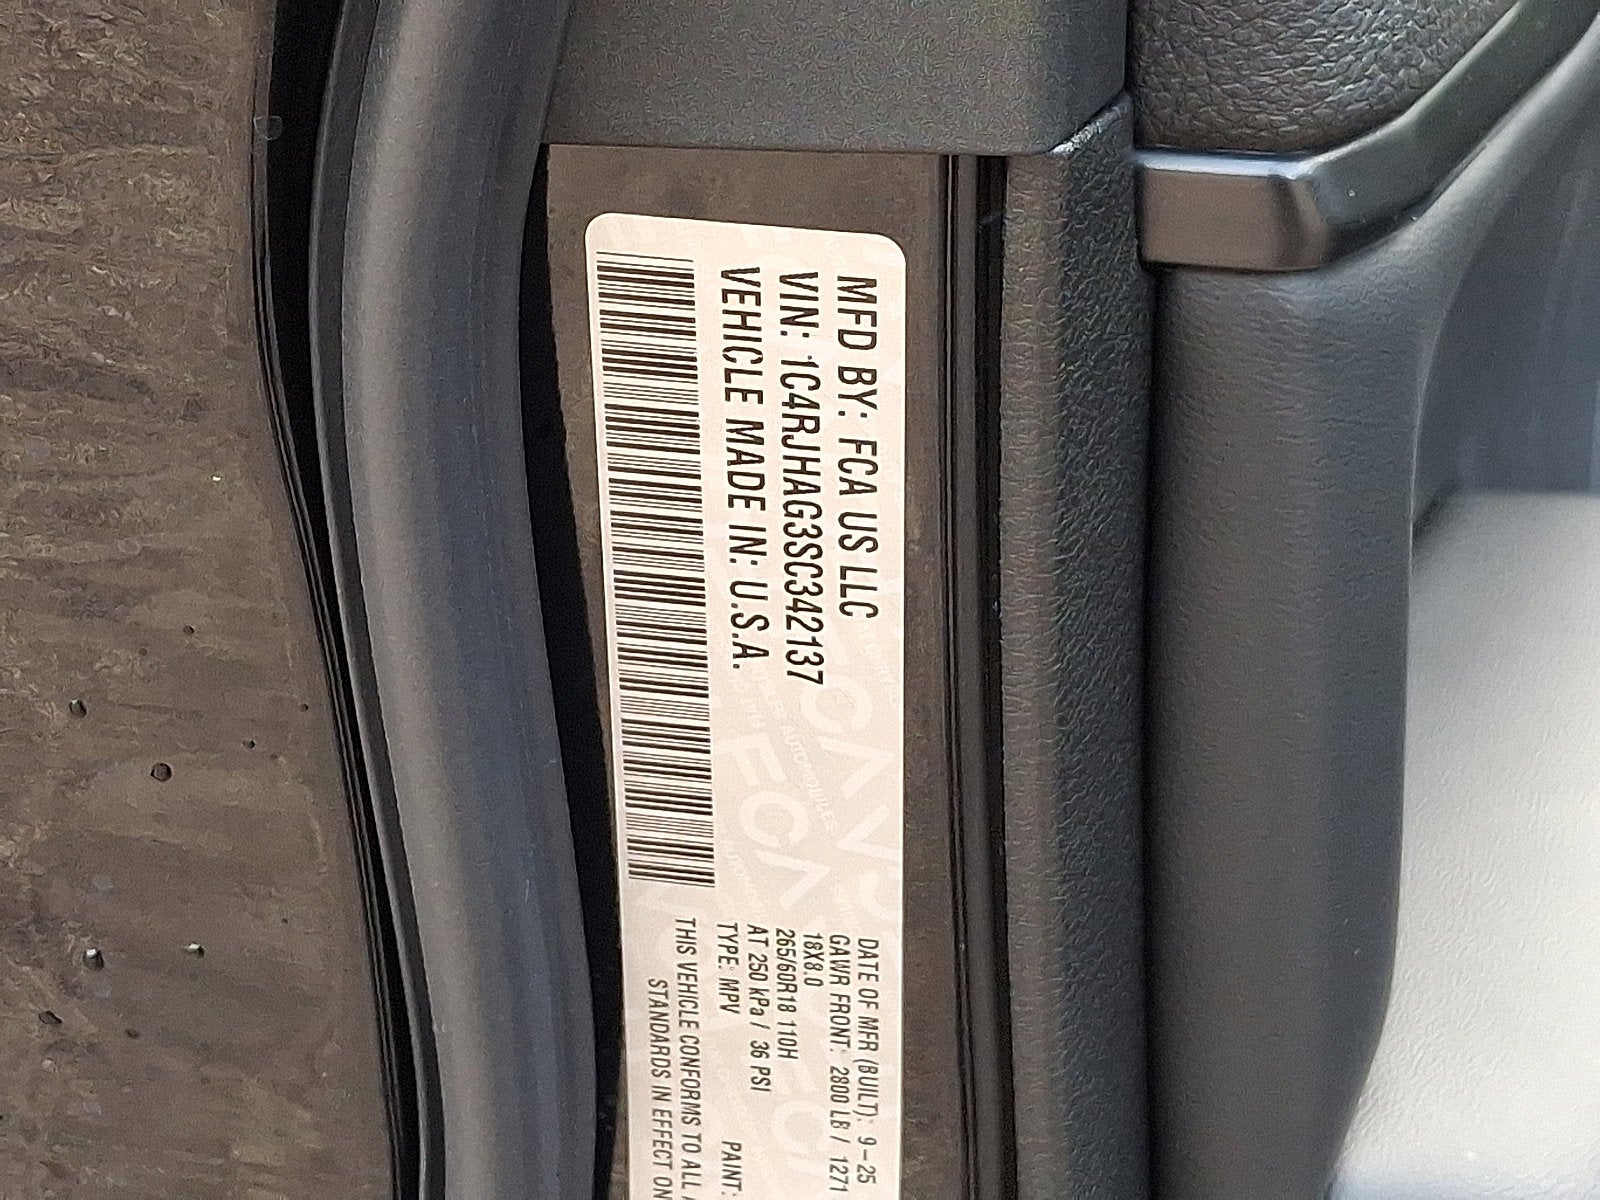 MFD BY: FCA US LLC
VIN: 1C4RJHAG3SC342137
VEHICLE MADE IN: U.S.A.
DATE OF MFR (BUILT): 9-25
GAWR FRONT: 2800 LB / 1271
18X8.0
265/60R18 110H
AT 250 kPa / 36 PSI
TYPE: MPV PAINT:
THIS VEHICLE CONFORMS TO ALL
STANDARDS IN EFFECT ON